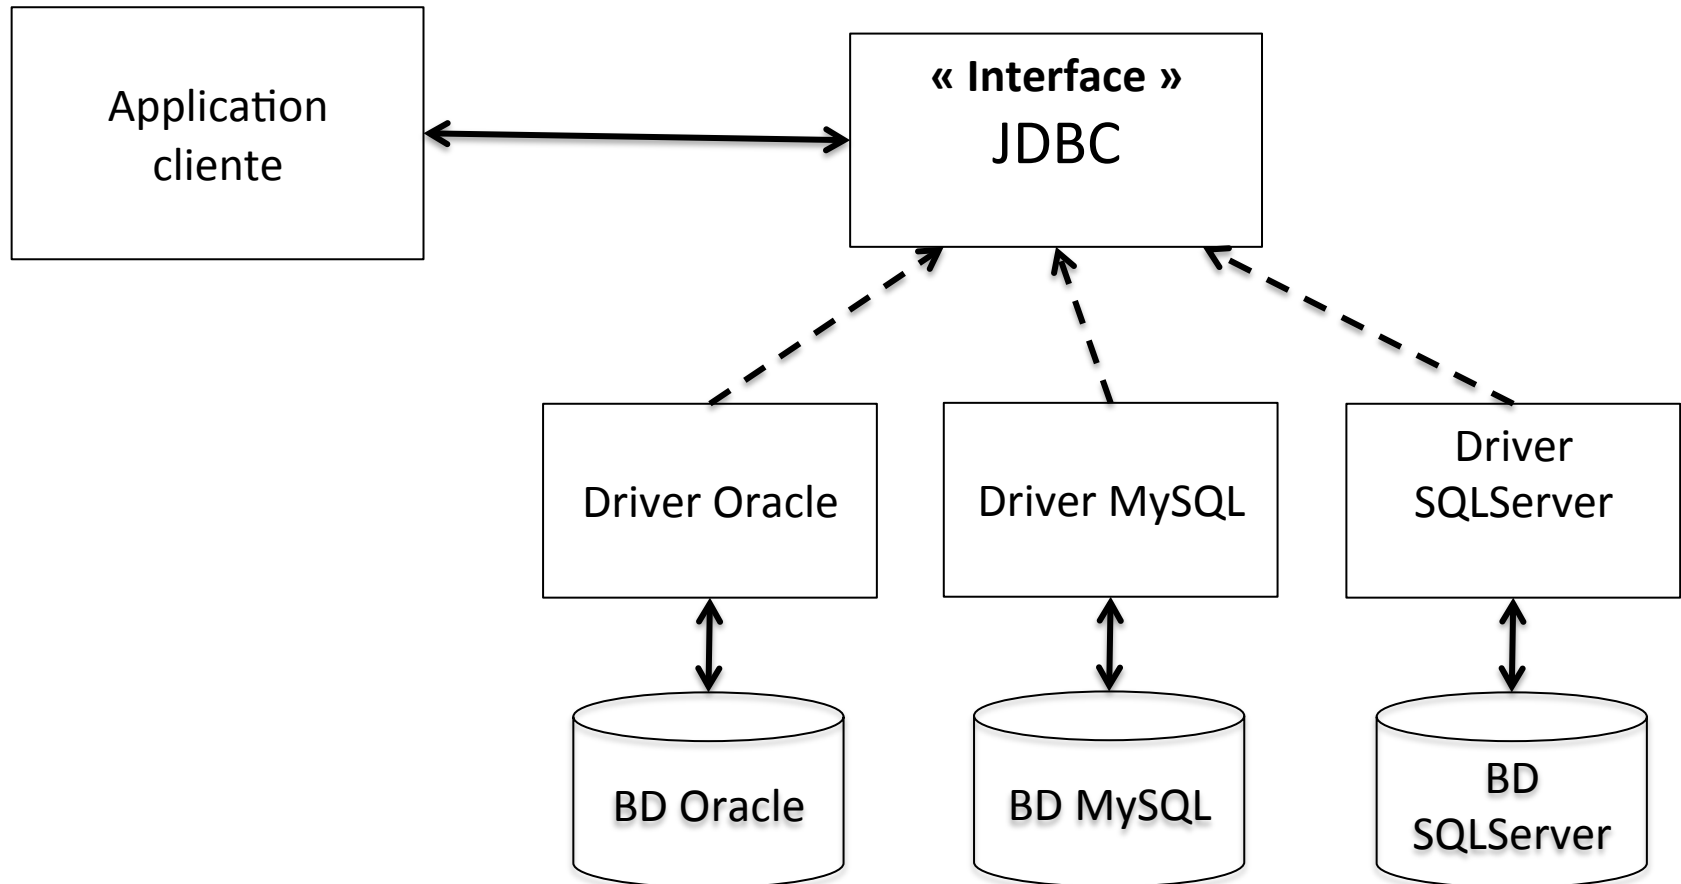 Application
cliente
« Interface »
JDBC
Driver Oracle
Driver MySQL
Driver
SQLServer
BD Oracle
BD MySQL
BD
SQLServer